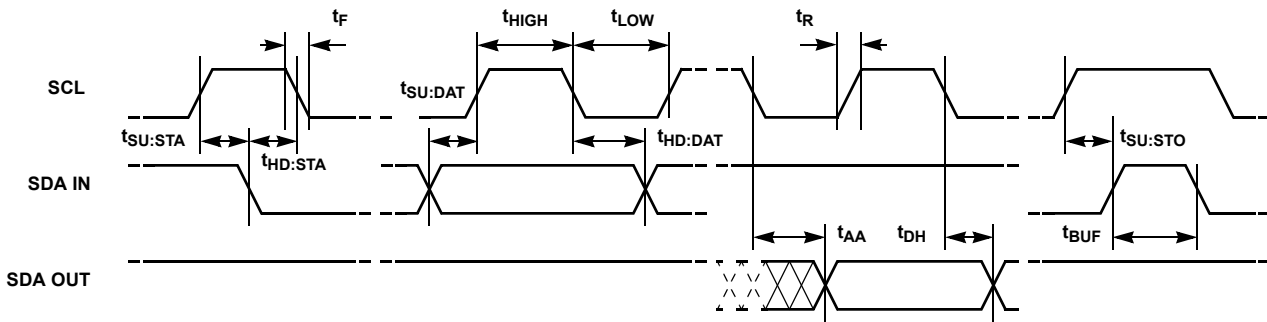 tF tHIGH tLOW tR
SCL
tSU:DAT
tSU:STA tHD:STA tHD:DAT tSU:STO
SDA IN
tAA tDH tBUF
SDA OUT